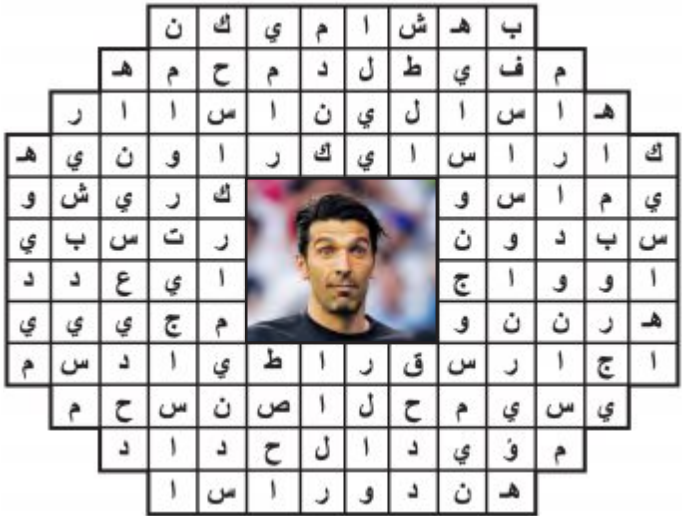 ب هـ ش ا م ي ك ن
م ف ي ط ل د م ح م هـ
هـ ا س ا ل ي ن ا س ا ا ر
ك ا ر ا س ا ي ك ر ا و ن ي هـ
ي م ا س و ك ر ي ش و
س ب د و ن ر ت س ب ي
ا و و ا ج ا ي ع د د
هـ ر ن ن و م ج ي ي ي
ا ج ا ر س ق ر ا ط ي ا د س م
ي س ي م ح ل ا ص ن س ح م
م ؤ ي د ا ل ح د ا د
هـ ن د و ر ا س ا